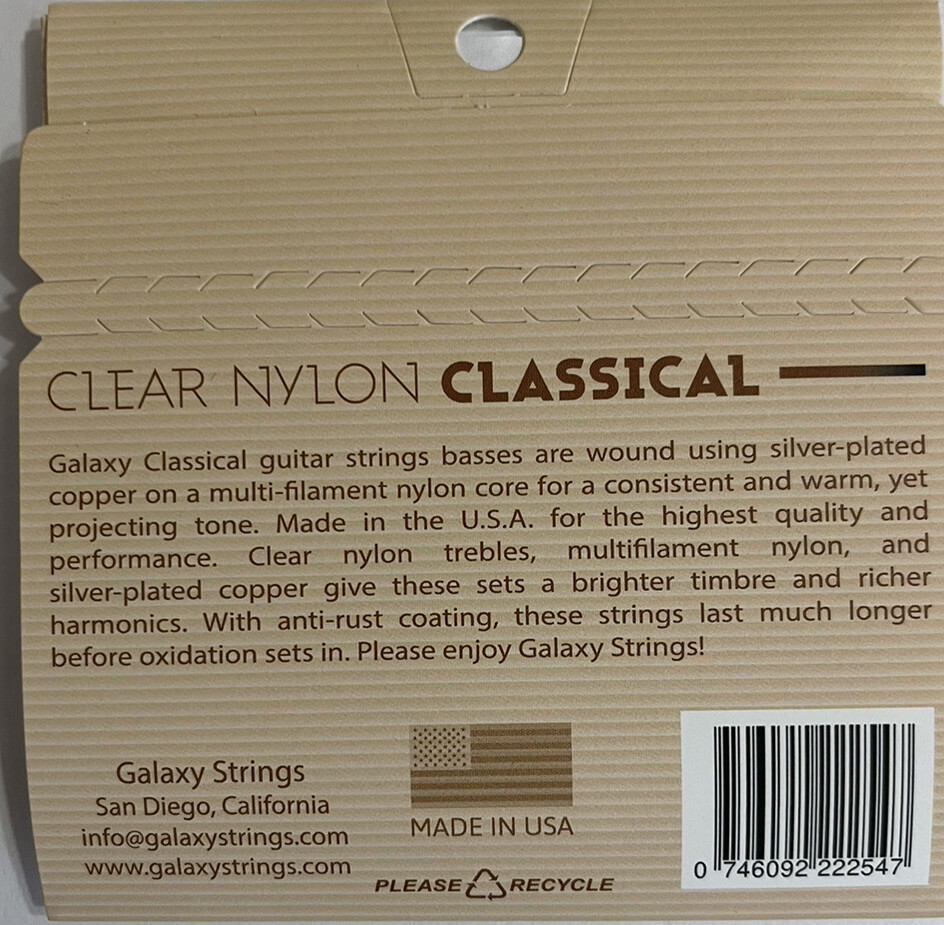 CLEAR NYLON CLASSICAL
Galaxy Classical guitar strings basses are wound using silver-plated
copper on a multi-filament nylon core for a consistent and warm, yet
projecting tone. Made in the U.S.A. for the highest quality and
performance. Clear nylon trebles, multifilament nylon, and
silver-plated copper give these sets a brighter timbre and richer
harmonics. With anti-rust coating, these strings last much longer
before oxidation sets in. Please enjoy Galaxy Strings!
Galaxy Strings
San Diego, California
info@galaxystrings.com
www.galaxystrings.com
MADE IN USA
PLEASE RECYCLE
0 746092 222547